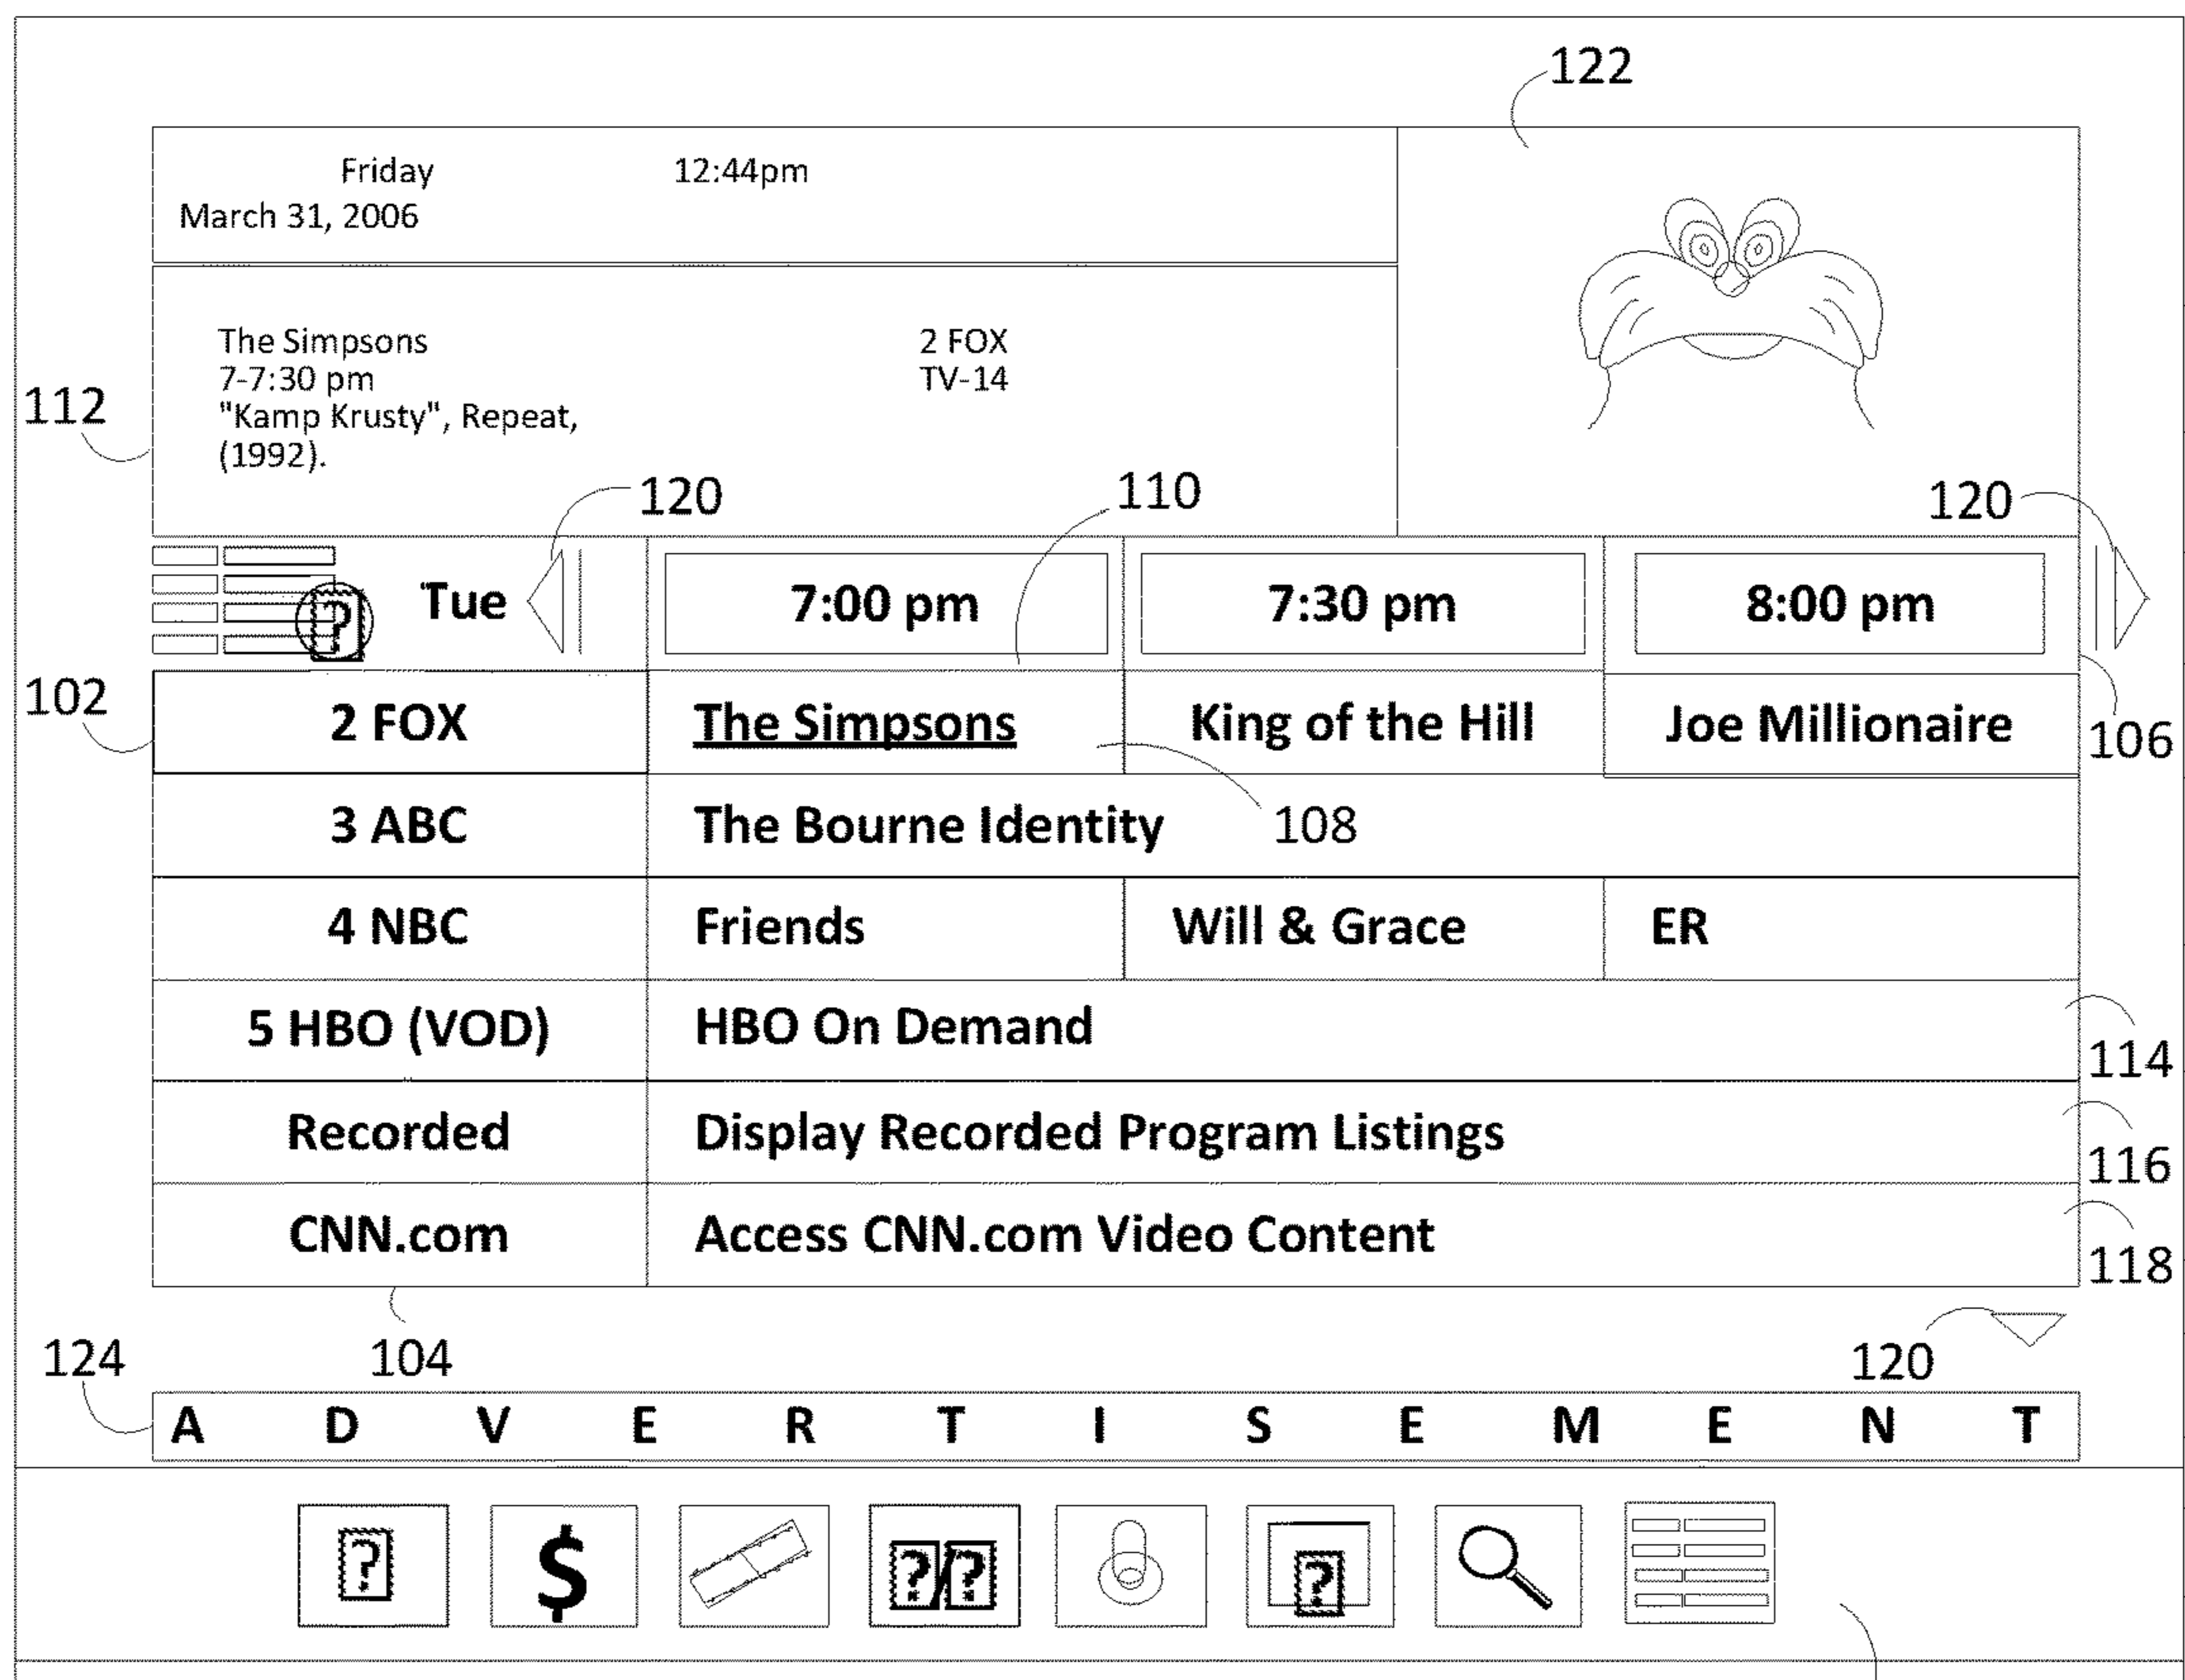 122
Friday 12:44pm
March 31, 2006
The Simpsons 2 FOX
7-7:30 pm TV-14
112
"Kamp Krusty", Repeat,
(1992).
120 110 120
Tue 7:00 pm 7:30 pm 8:00 pm
?
102
2 FOX The Simpsons King of the Hill Joe Millionaire
106
3 ABC The Bourne Identity 108
4 NBC Friends Will & Grace ER
5 HBO (VOD) HBO On Demand
114
Recorded Display Recorded Program Listings
116
CNN.com Access CNN.com Video Content
118
124 104 120
A D V E R T I S E M E N T
? $ ?/? ?